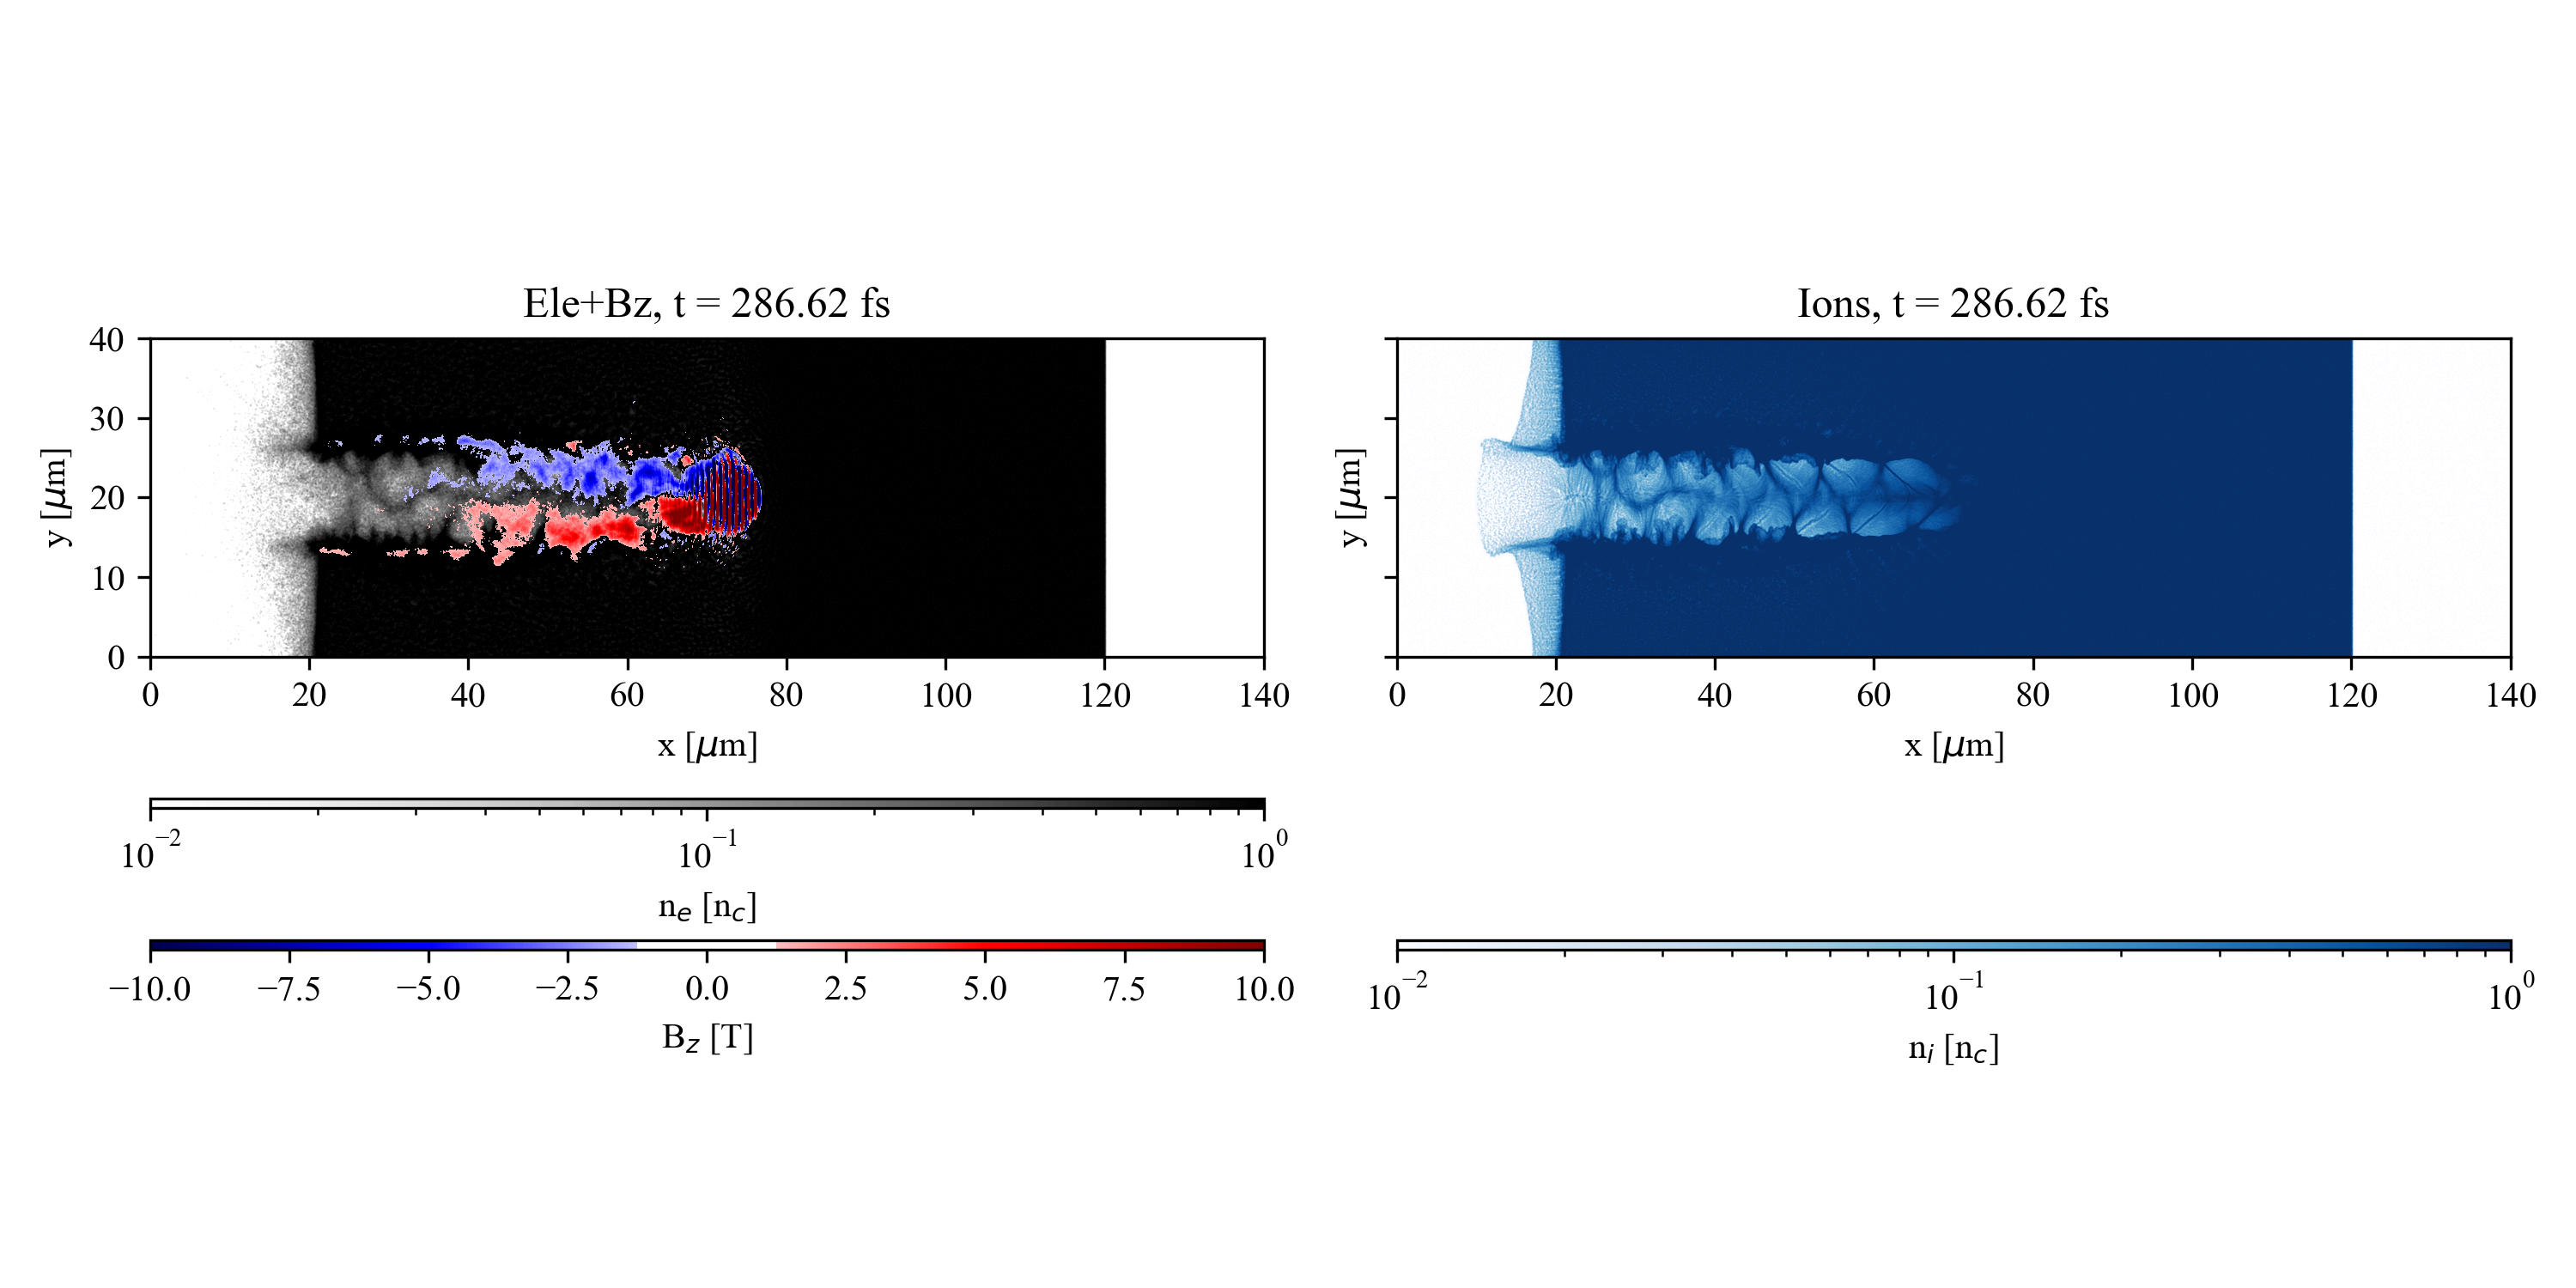 Ele+Bz, t = 286.62 fs
40
30
20
10
0
y [μm]
0 20 40 60 80 100 120 140
x [μm]
10⁻² 10⁻¹ 10⁰
nₑ [n꜀]
−10.0 −7.5 −5.0 −2.5 0.0 2.5 5.0 7.5 10.0
B_z [T]
Ions, t = 286.62 fs
y [μm]
0 20 40 60 80 100 120 140
x [μm]
10⁻² 10⁻¹ 10⁰
nᵢ [n꜀]